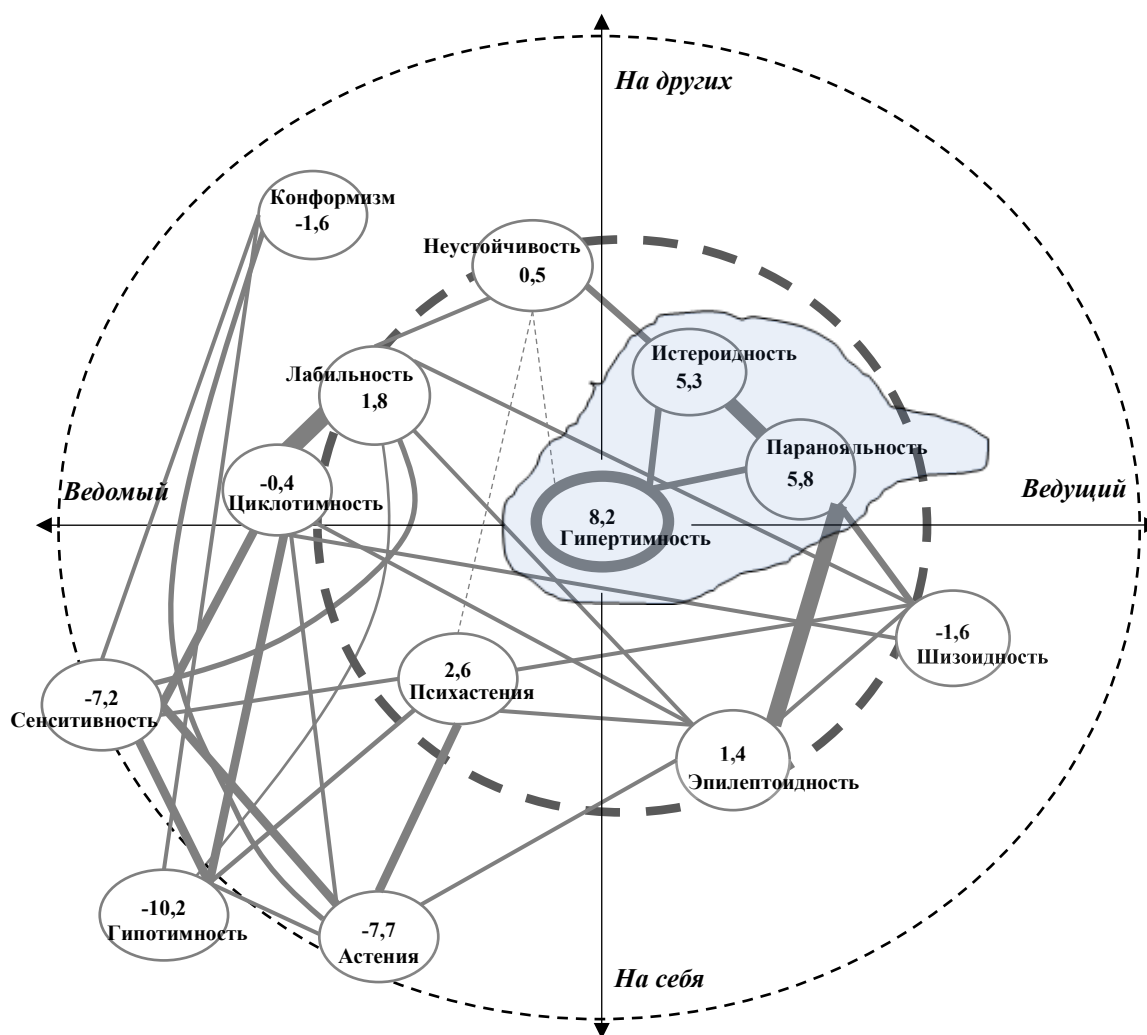 На других
Конформизм
-1,6
Неустойчивость
0,5
Истероидность
5,3
Лабильность
1,8
Паранояльность
5,8
-0,4
Циклотимность
Ведомый
Ведущий
8,2
Гипертимность
-1,6
Шизоидность
2,6
Психастения
-7,2
Сенситивность
1,4
Эпилептоидность
-10,2
Гипотимность
-7,7
Астения
На себя